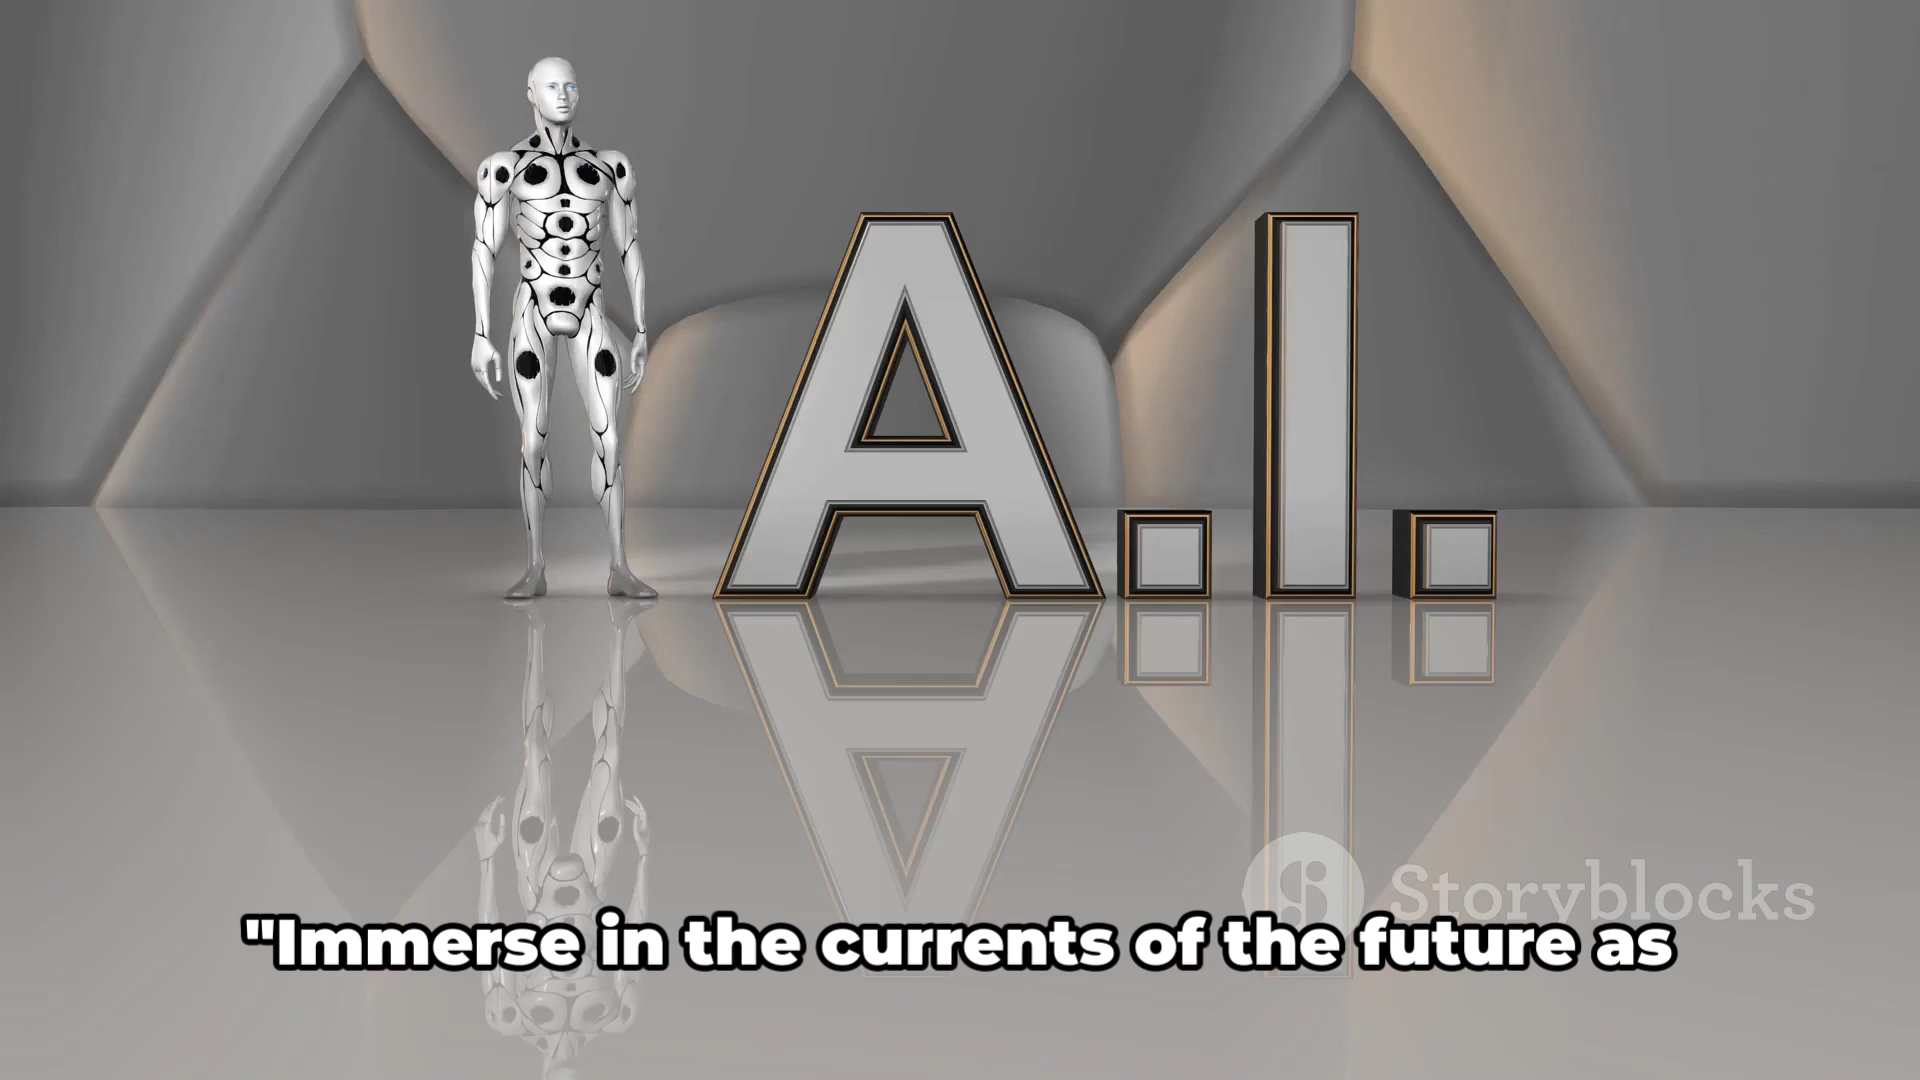 A.I.
Storyblocks
"Immerse in the currents of the future as